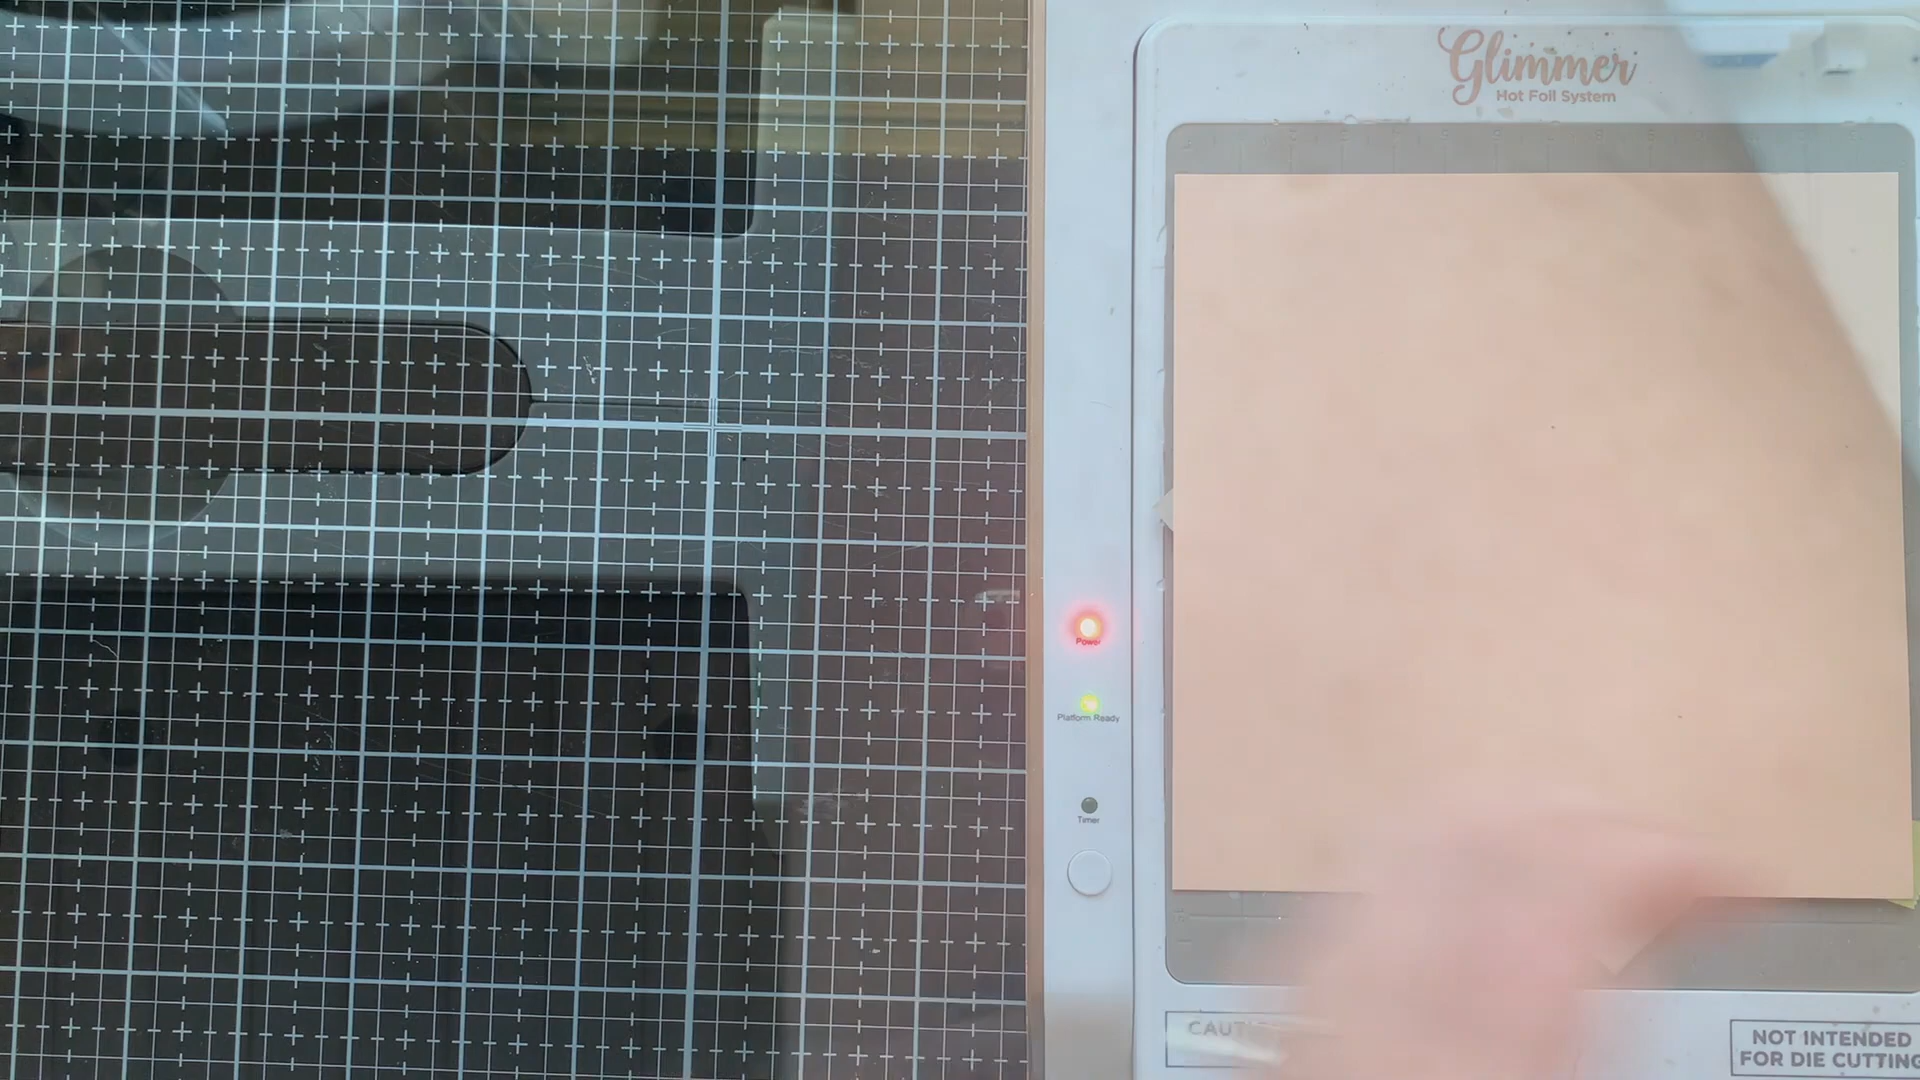 Glimmer
Hot Foil System
Power
Platform Ready
Timer
NOT INTENDED
FOR DIE CUTTING